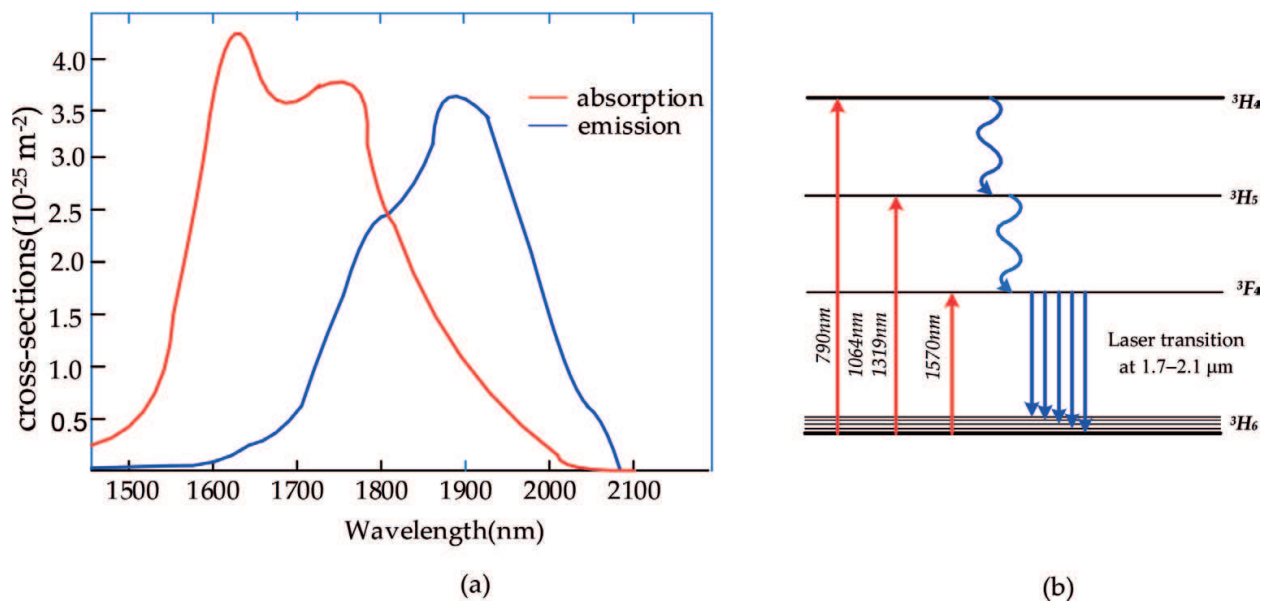 cross-sections(10⁻²⁵ m⁻²)
4.0
3.5
3.0
2.5
2.0
1.5
1.0
0.5
absorption
emission
1500 1600 1700 1800 1900 2000 2100
Wavelength(nm)
(a)
³H₄
³H₅
³F₄
³H₆
790nm
1064nm
1319nm
1570nm
Laser transition
at 1.7–2.1 μm
(b)